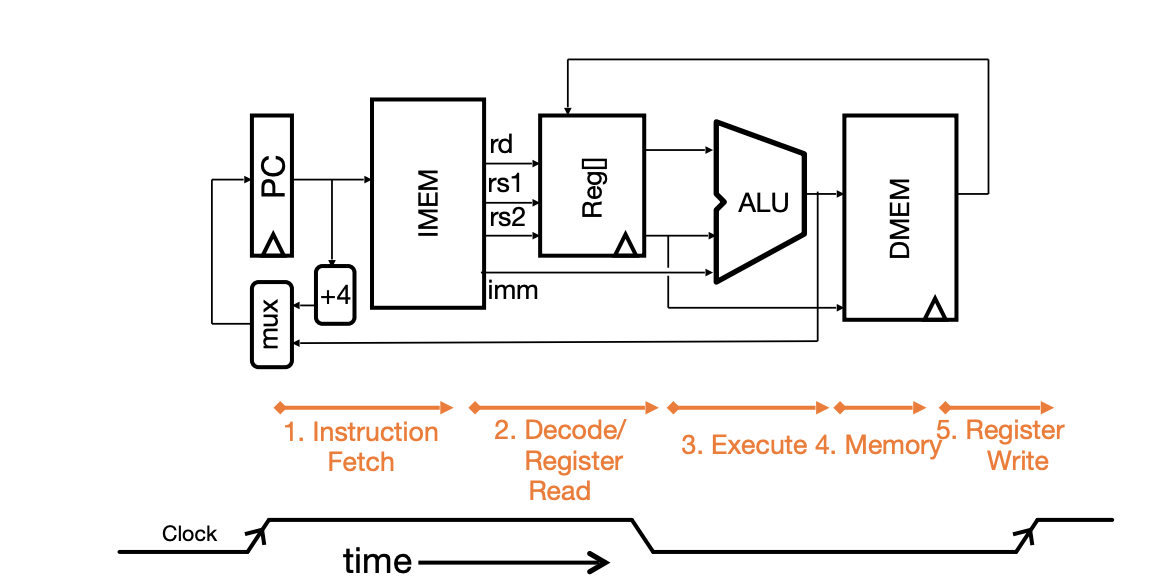 PC
IMEM
rd
rs1
rs2
imm
Reg[]
ALU
DMEM
+4
mux
1. Instruction
Fetch
2. Decode/
Register
Read
3. Execute
4. Memory
5. Register
Write
Clock
time